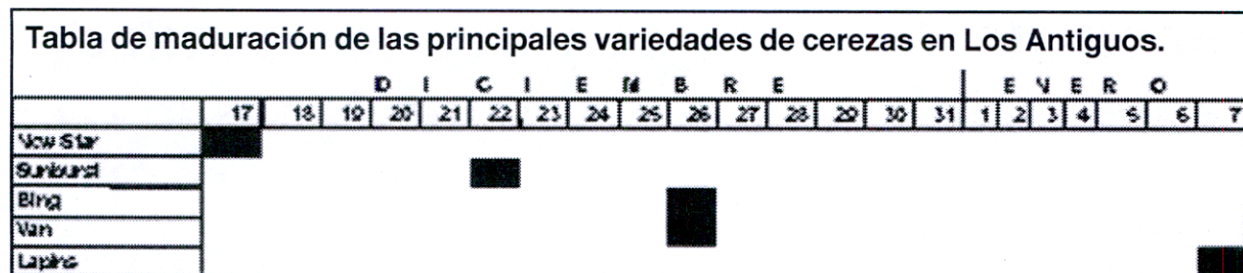 Tabla de maduración de las principales variedades de cerezas en Los Antiguos.
D I C I E M B R E E N E R O
17 18 19 20 21 22 23 24 25 26 27 28 29 30 31 1 2 3 4 5 6 7
New Star
Sunburst
Bing
Van
Lapins